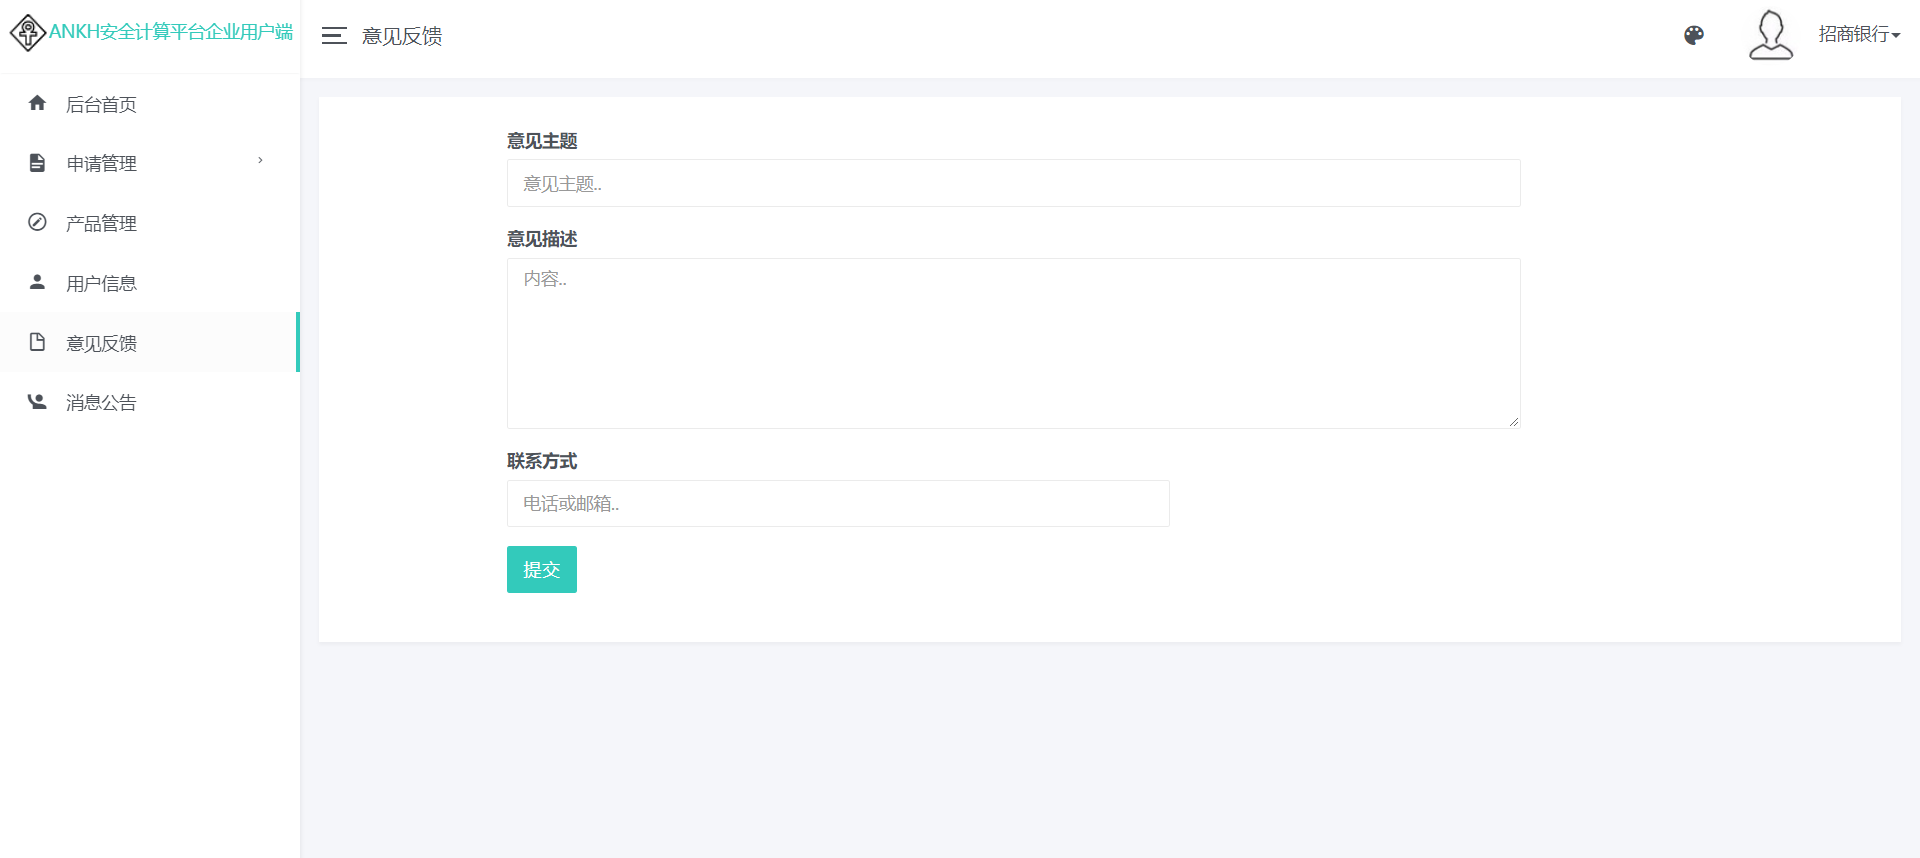 ANKH安全计算平台企业用户端
意见反馈
招商银行
后台首页
申请管理
产品管理
用户信息
意见反馈
消息公告
意见主题
意见主题..
意见描述
内容..
联系方式
电话或邮箱..
提交